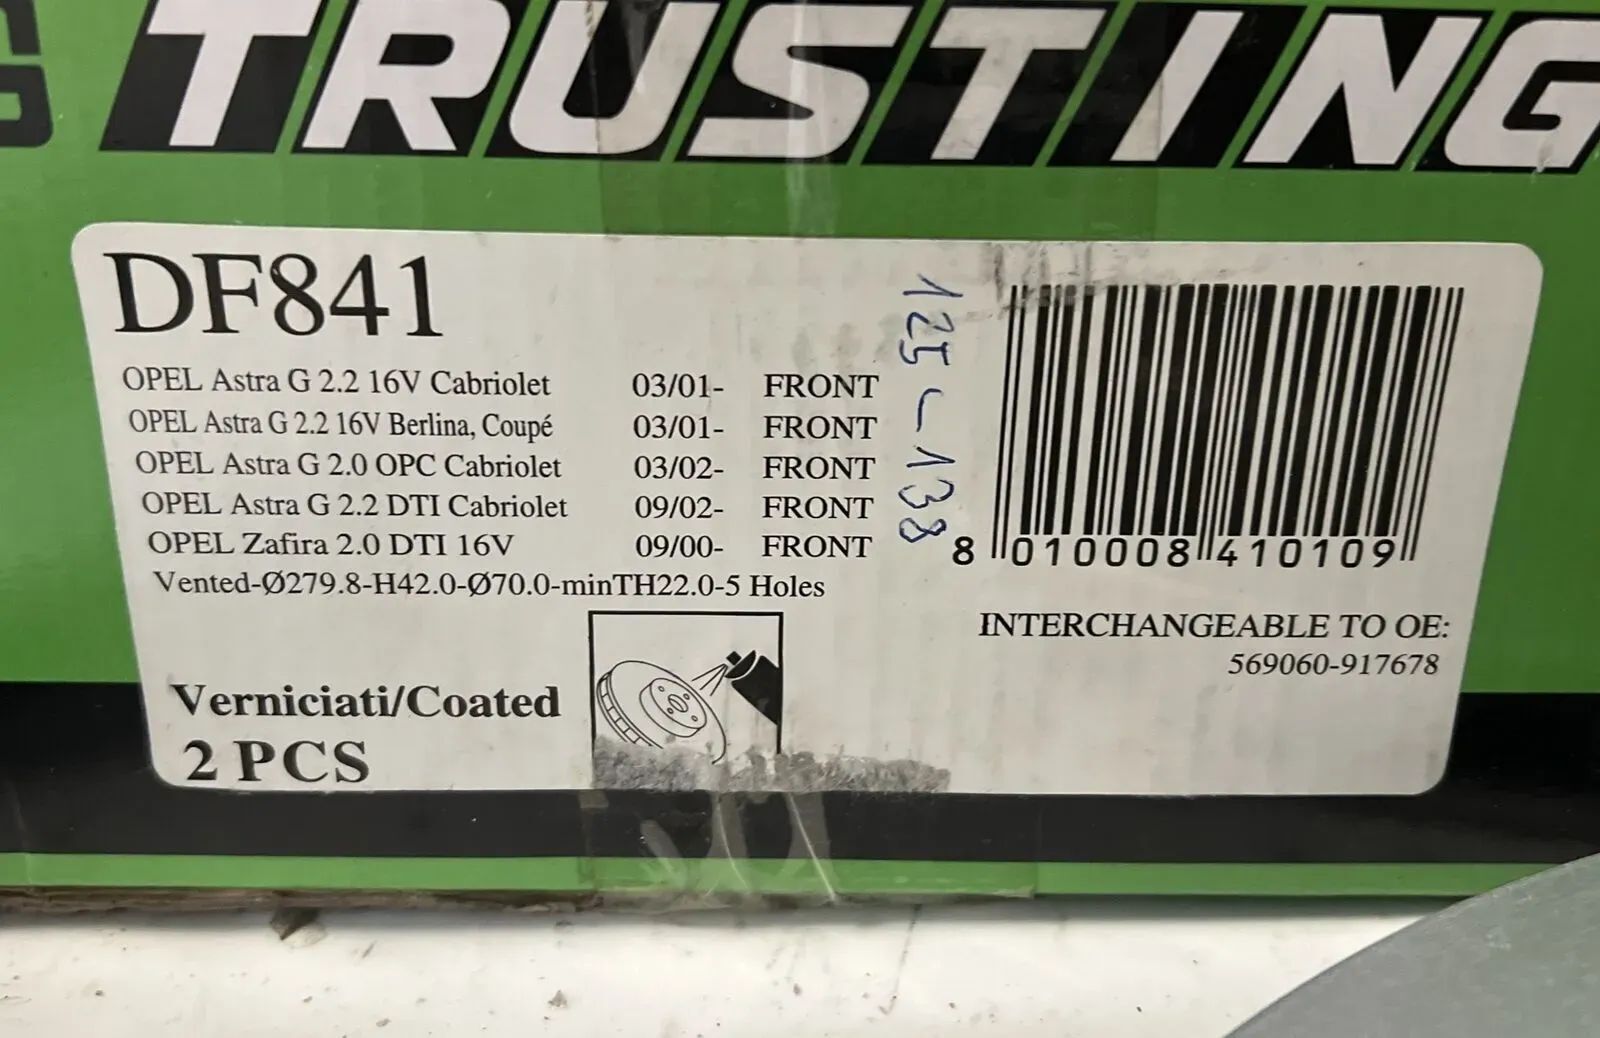 TRUSTING
DF841
OPEL Astra G 2.2 16V Cabriolet 03/01- FRONT
OPEL Astra G 2.2 16V Berlina, Coupé 03/01- FRONT
OPEL Astra G 2.0 OPC Cabriolet 03/02- FRONT
OPEL Astra G 2.2 DTI Cabriolet 09/02- FRONT
OPEL Zafira 2.0 DTI 16V 09/00- FRONT
Vented-Ø279.8-H42.0-Ø70.0-minTH22.0-5 Holes
Verniciati/Coated
2 PCS
125-138
8 010008 410109
INTERCHANGEABLE TO OE:
569060-917678